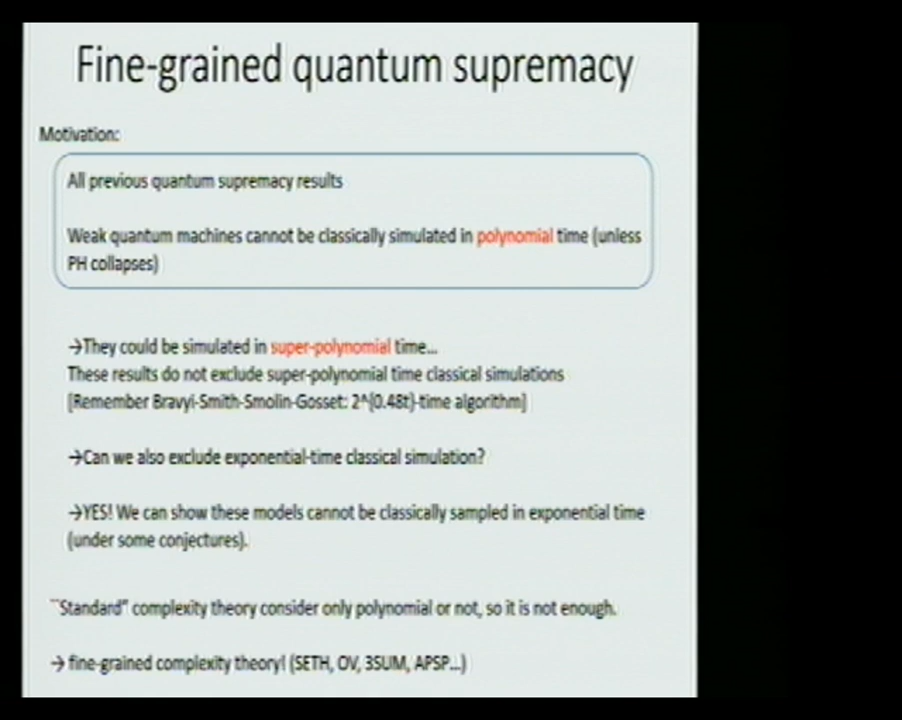 Fine-grained quantum supremacy
Motivation:
All previous quantum supremacy results
Weak quantum machines cannot be classically simulated in polynomial time (unless
PH collapses)
→They could be simulated in super-polynomial time...
These results do not exclude super-polynomial time classical simulations
[Remember Bravyi-Smith-Smolin-Gosset: 2^{0.48t}-time algorithm]
→Can we also exclude exponential-time classical simulation?
→YES! We can show these models cannot be classically sampled in exponential time
(under some conjectures).
``Standard” complexity theory consider only polynomial or not, so it is not enough.
→ fine-grained complexity theory! (SETH, OV, 3SUM, APSP...)